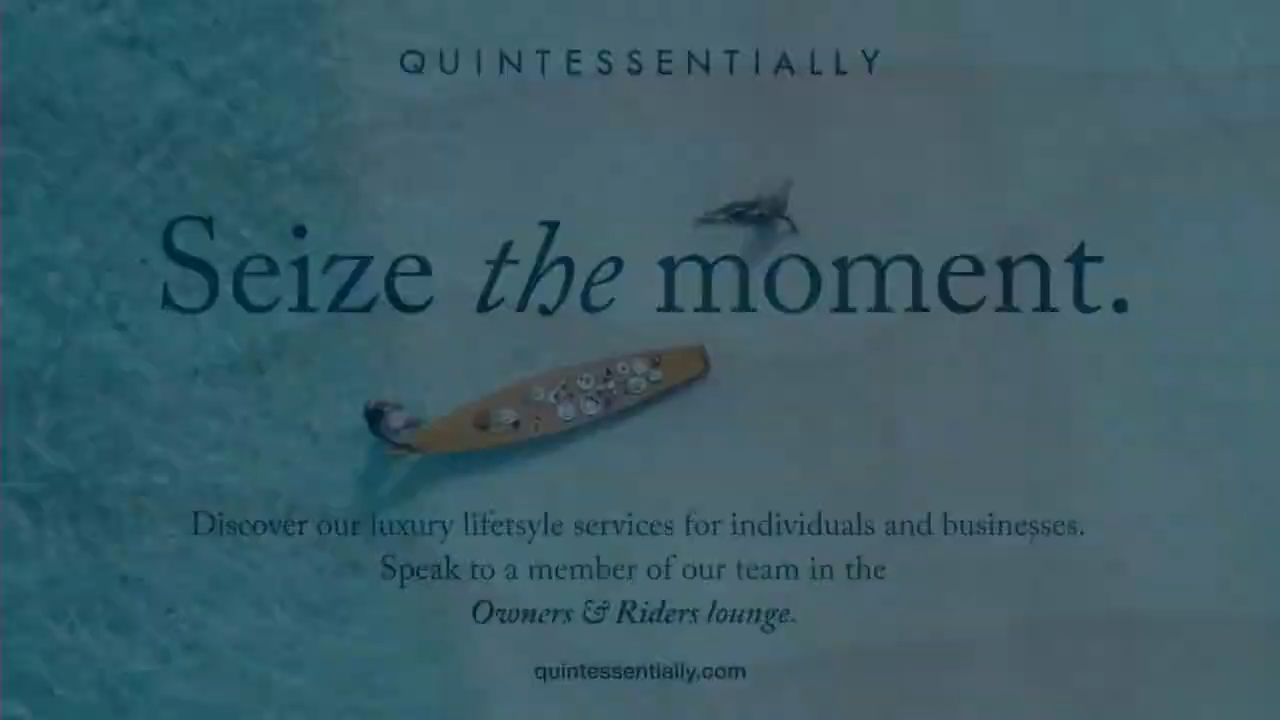 QUINTESSENTIALLY
Seize the moment.
Discover our luxury lifetsyle services for individuals and businesses.
Speak to a member of our team in the
Owners & Riders lounge.
quintessentially.com